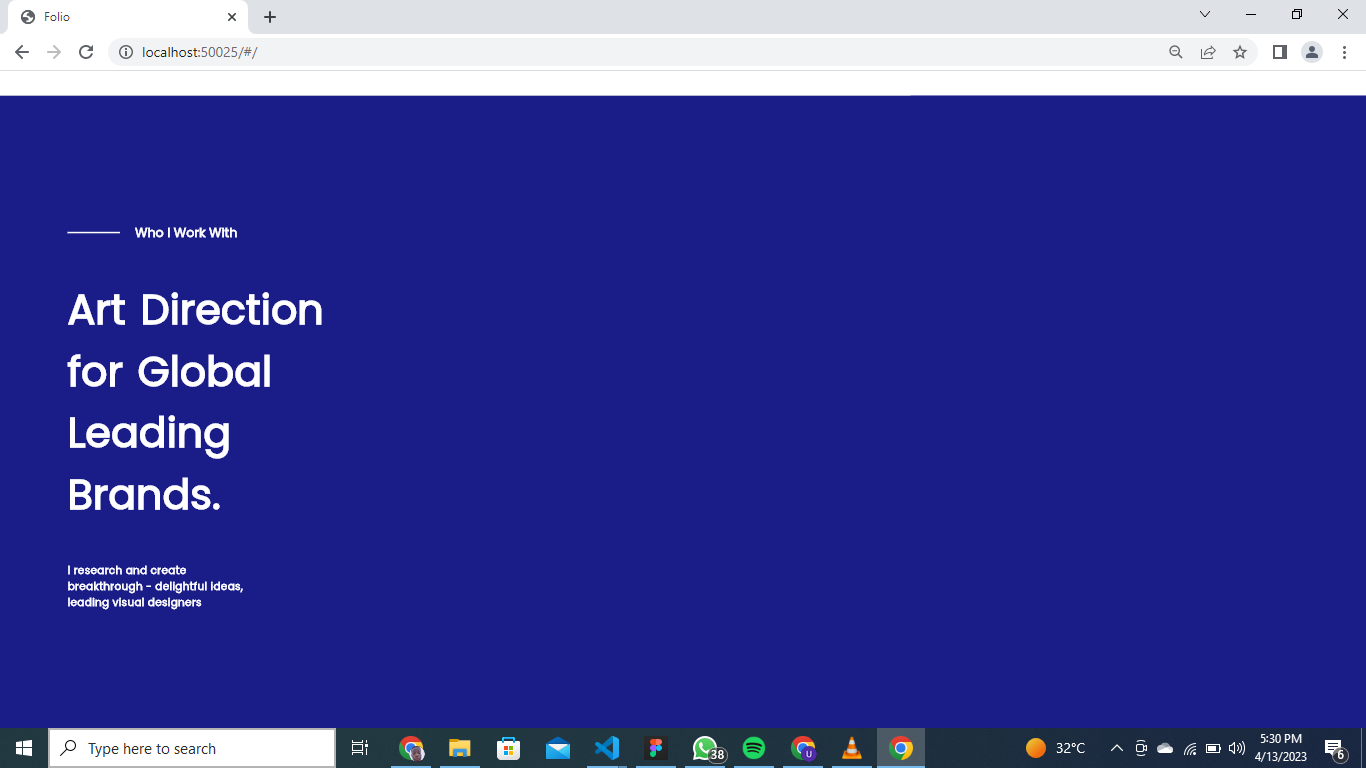 Folio
localhost:50025/#/
Who I Work With
Art Direction
for Global
Leading
Brands.
I research and create
breakthrough - delightful ideas,
leading visual designers
Type here to search
38
U
32°C
5:30 PM
4/13/2023
6